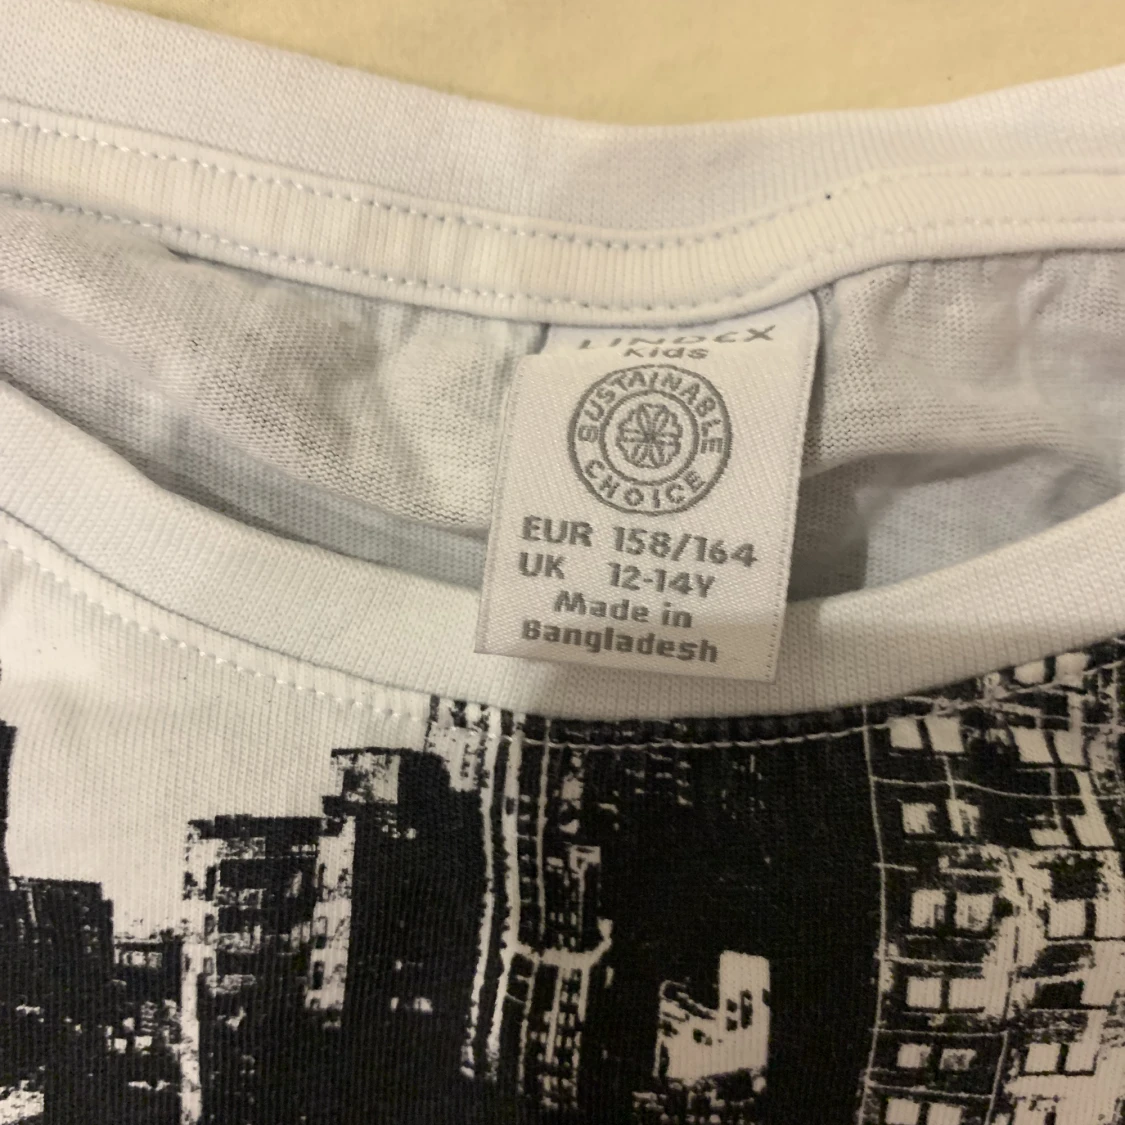 LINDEX
Kids
SUSTAINABLE
CHOICE
EUR 158/164
UK 12-14Y
Made in
Bangladesh